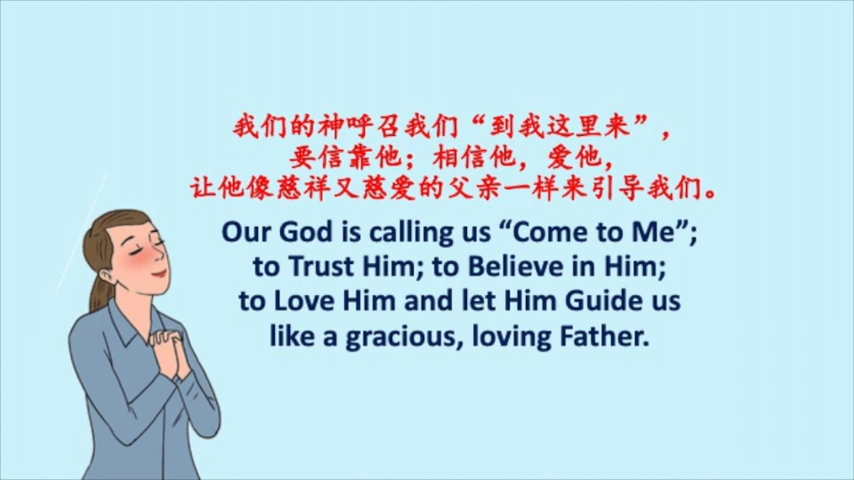 我们的神呼召我们“到我这里来”，
要信靠他；相信他，爱他，
让他像慈祥又慈爱的父亲一样来引导我们。
Our God is calling us “Come to Me”;
to Trust Him; to Believe in Him;
to Love Him and let Him Guide us
like a gracious, loving Father.